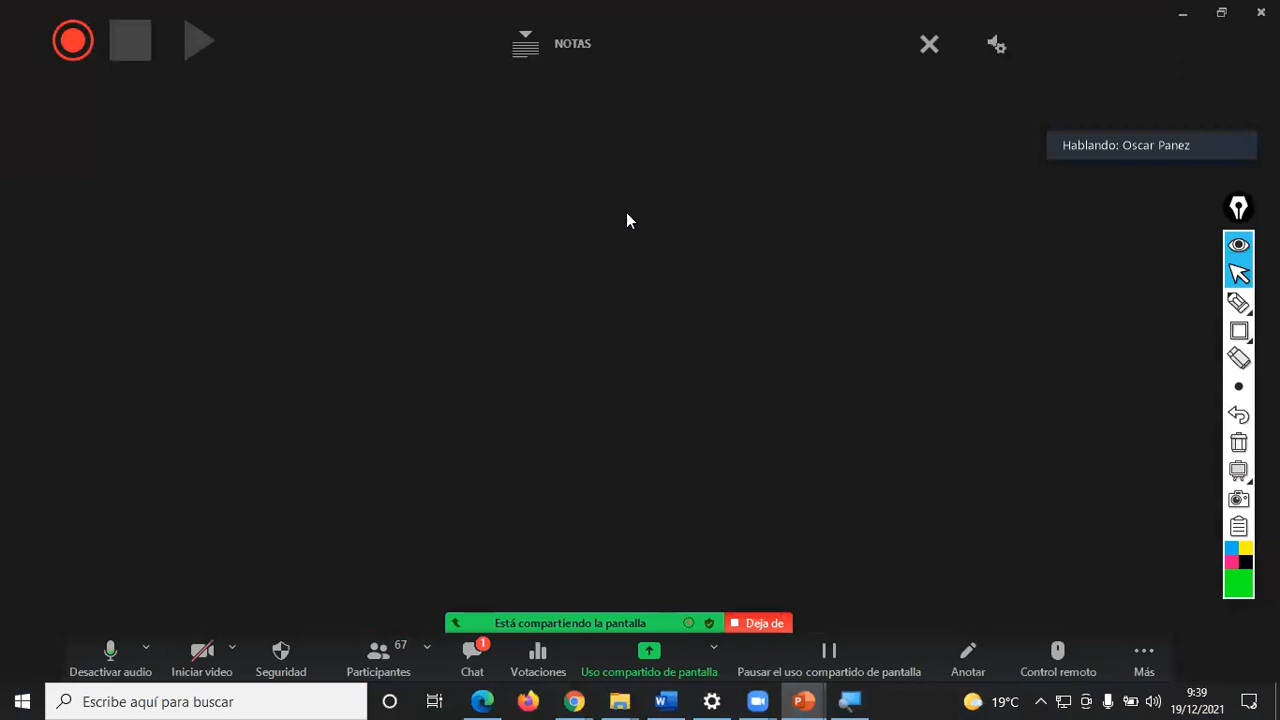 NOTAS
Hablando: Oscar Panez
Está compartiendo la pantalla
Deja de
67
1
Desactivar audio
Iniciar video
Seguridad
Participantes
Chat
Votaciones
Uso compartido de pantalla
Pausar el uso compartido de pantalla
Anotar
Control remoto
Más
Escribe aquí para buscar
19°C
9:39
19/12/2021